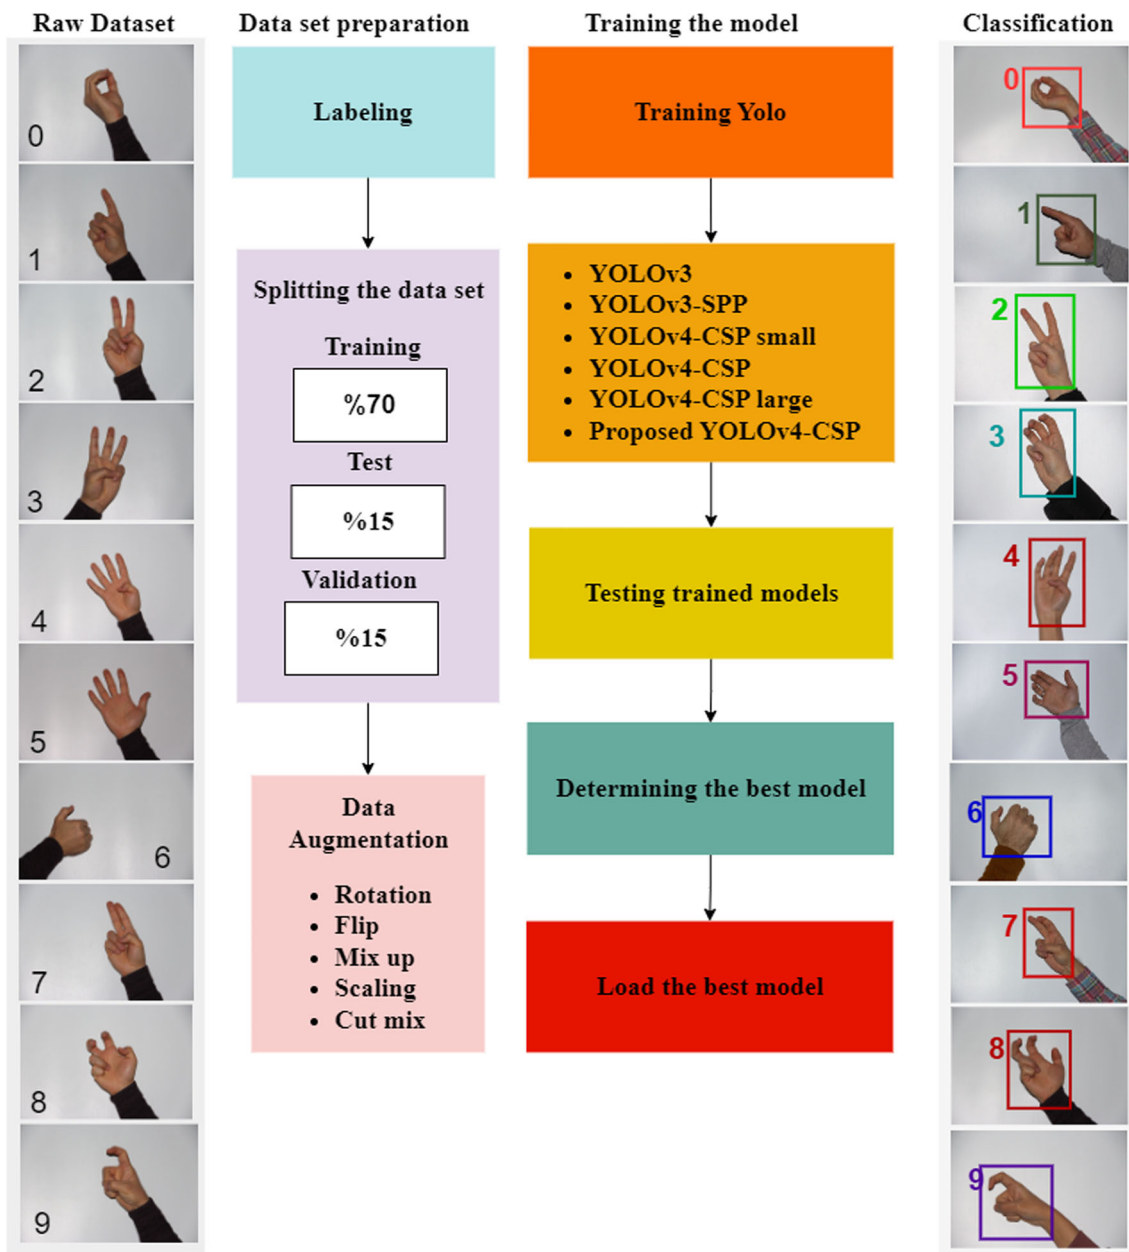 Raw Dataset
0
1
2
3
4
5
6
7
8
9
Data set preparation
Labeling
Splitting the data set
Training
%70
Test
%15
Validation
%15
Data
Augmentation
• Rotation
• Flip
• Mix up
• Scaling
• Cut mix
Training the model
Training Yolo
• YOLOv3
• YOLOv3-SPP
• YOLOv4-CSP small
• YOLOv4-CSP
• YOLOv4-CSP large
• Proposed YOLOv4-CSP
Testing trained models
Determining the best model
Load the best model
Classification
0
1
2
3
4
5
6
7
8
9